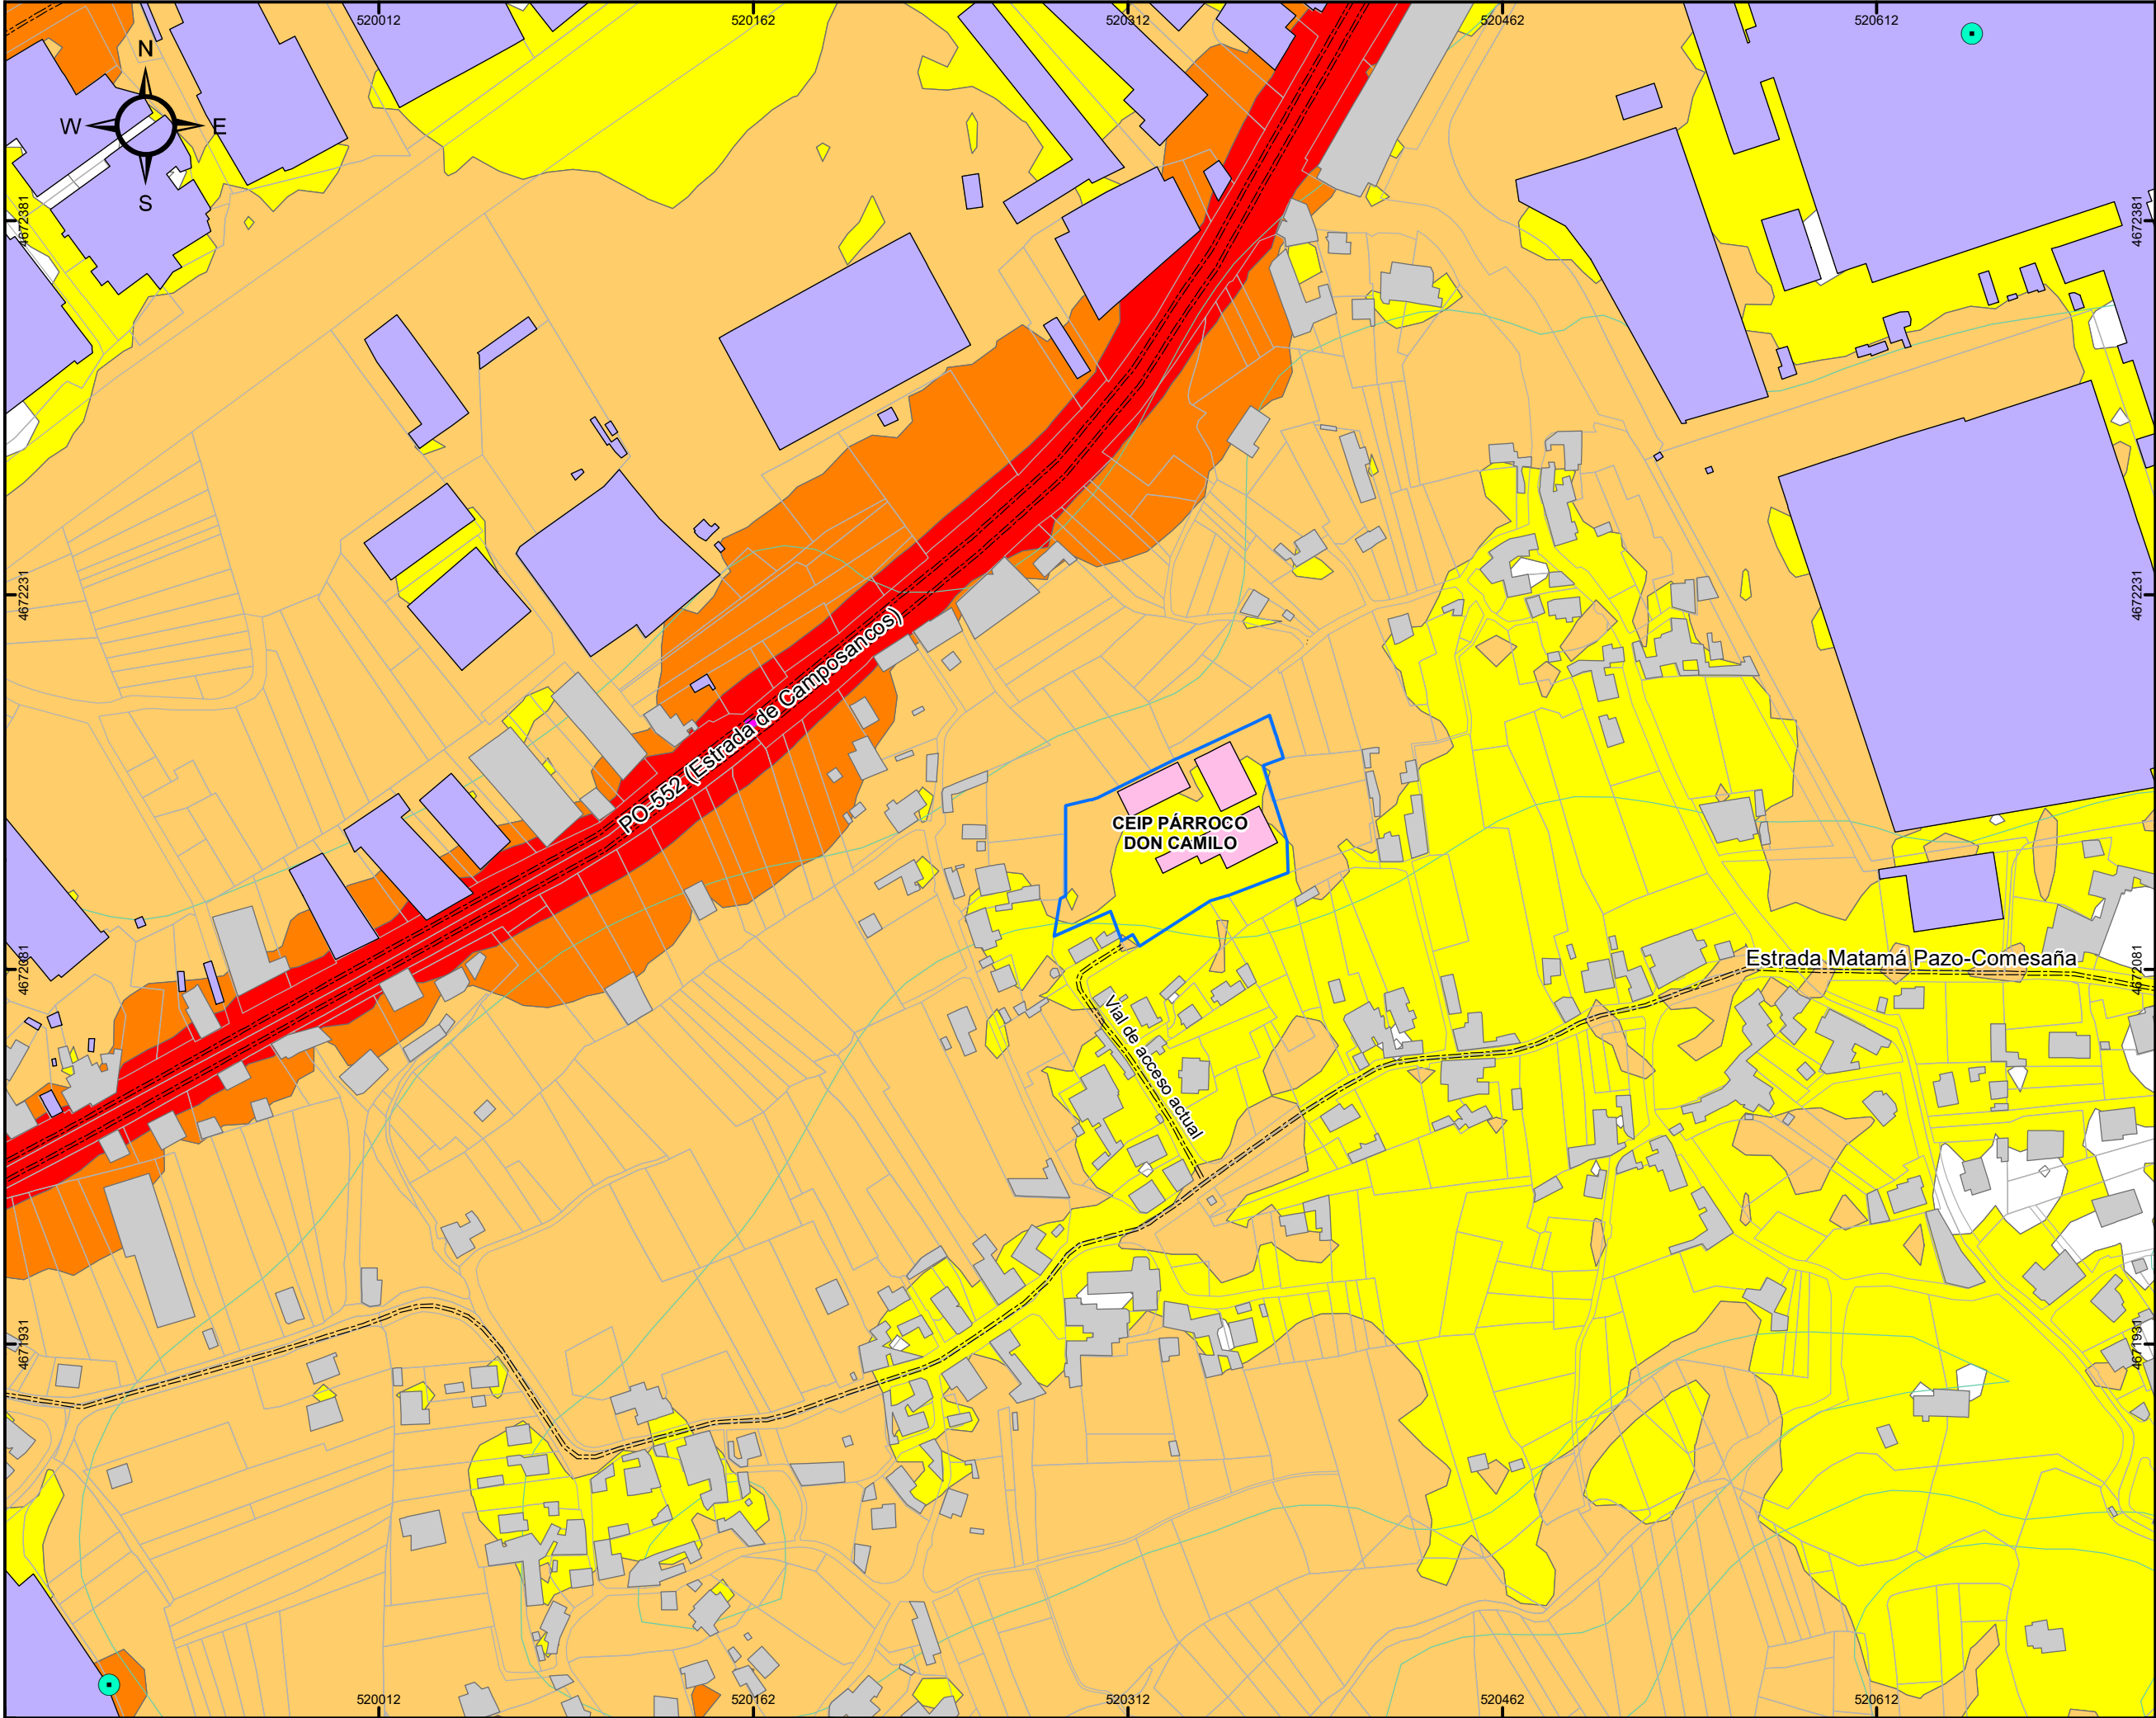 520012
520162
520312
520462
520612
N
W
E
S
4672381
4672381
4672231
4672231
PO-552 (Estrada de Camposancos)
CEIP PÁRROCO
DON CAMILO
4672081
4672081
Estrada Matamá Pazo-Comesaña
Vial de acceso actual
4671931
4671931
520012
520162
520312
520462
520612